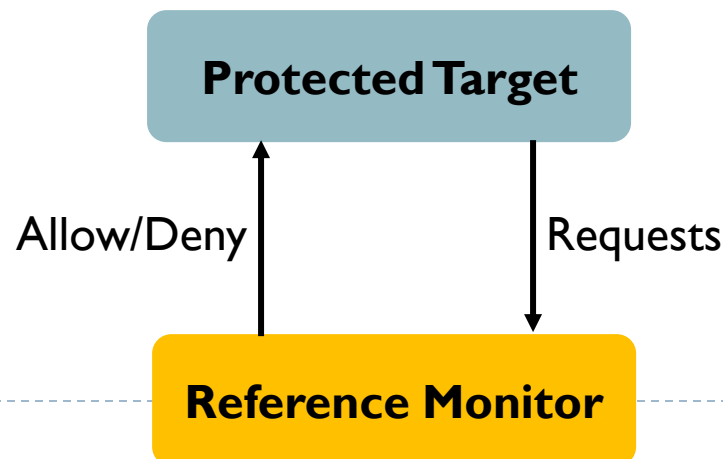 Protected Target
Allow/Deny
Requests
Reference Monitor